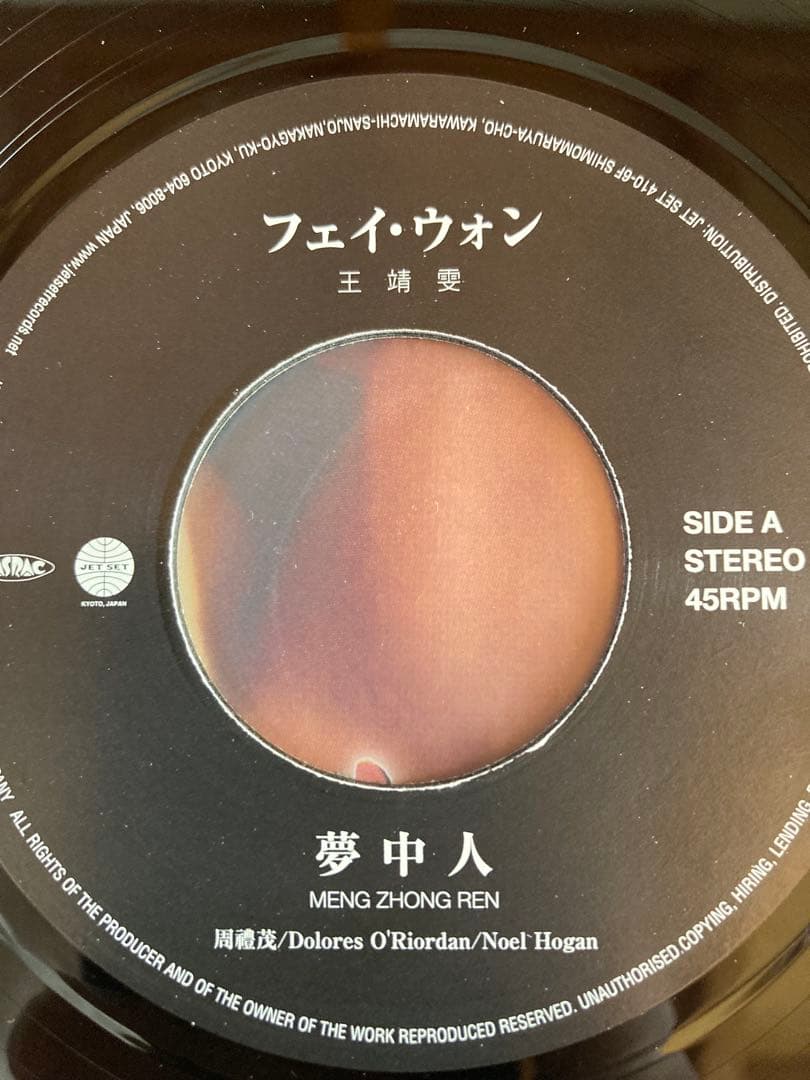 フェイ・ウォン
王靖雯
SIDE A
STEREO
45RPM
JET SET
KYOTO, JAPAN
夢中人
MENG ZHONG REN
周禮茂/Dolores O'Riordan/Noel Hogan
ALL RIGHTS OF THE PRODUCER AND OF THE OWNER OF THE WORK REPRODUCED RESERVED. UNAUTHORISED.COPYING, HIRING, LENDING
DISTRIBUTION: JET SET 410-6F SHIMOMARUYA-CHO, KAWARAMACHI-SANJO,NAKAGYO-KU, KYOTO 604-8006, JAPAN www.jetsetrecords.net